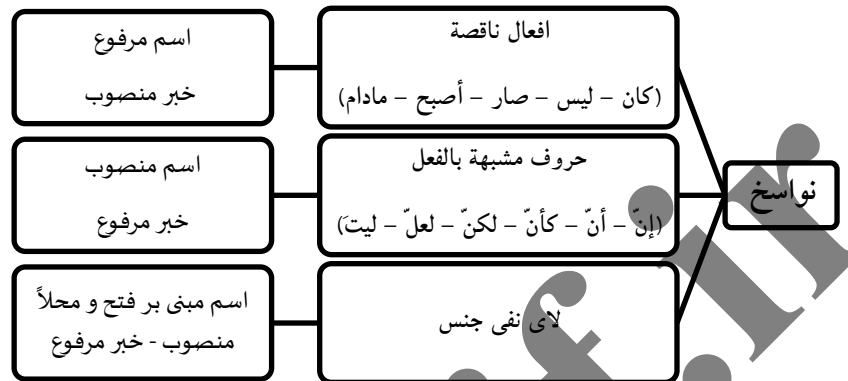 نواسخ
افعال ناقصة
(كان – ليس – صار – أصبح – مادام)
اسم مرفوع
خبر منصوب
حروف مشبهة بالفعل
(إنّ – أنّ – كأنّ – لكنّ – لعلّ – ليتَ)
اسم منصوب
خبر مرفوع
لای نفی جنس
اسم مبنی بر فتح و محلاً
منصوب - خبر مرفوع